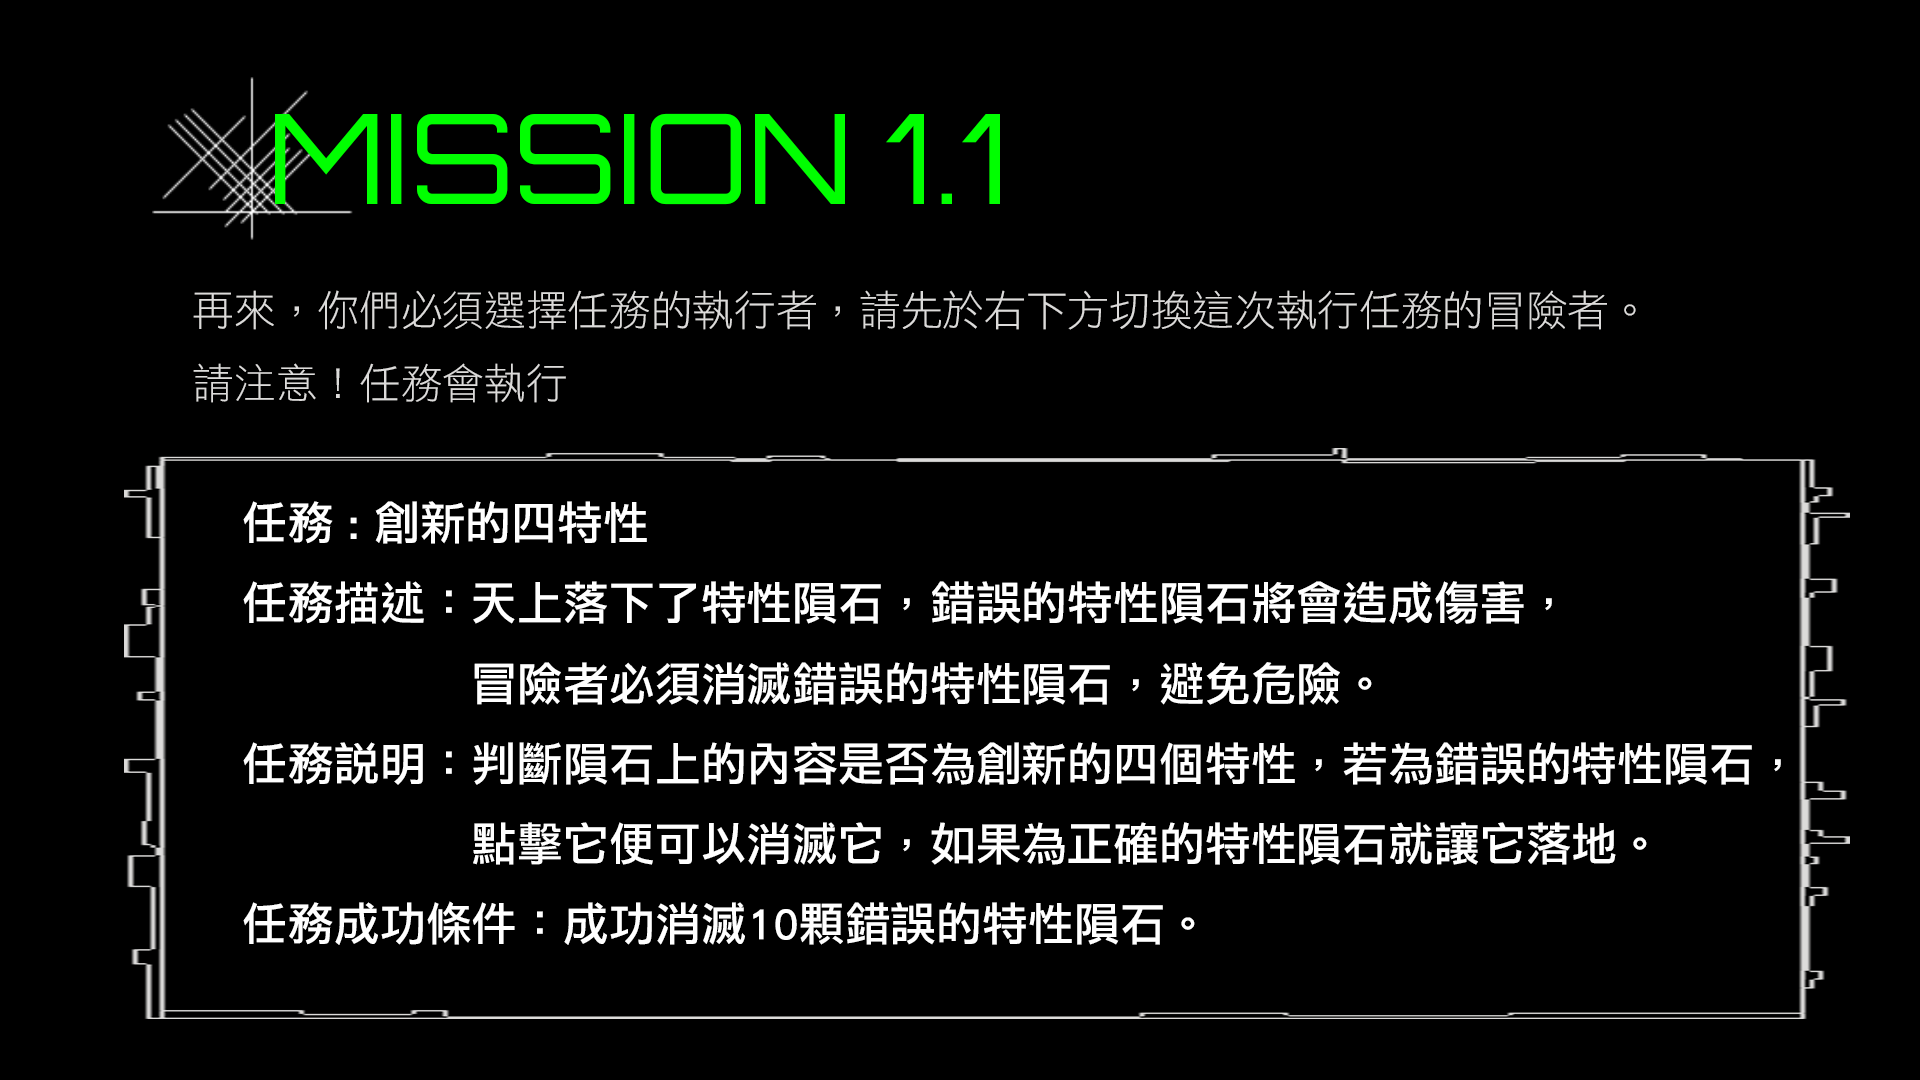 MISSION 1.1
再來，你們必須選擇任務的執行者，請先於右下方切換這次執行任務的冒險者。
請注意！任務會執行
任務 : 創新的四特性
任務描述：天上落下了特性隕石，錯誤的特性隕石將會造成傷害，
冒險者必須消滅錯誤的特性隕石，避免危險。
任務説明：判斷隕石上的內容是否為創新的四個特性，若為錯誤的特性隕石，
點擊它便可以消滅它，如果為正確的特性隕石就讓它落地。
任務成功條件：成功消滅10顆錯誤的特性隕石。